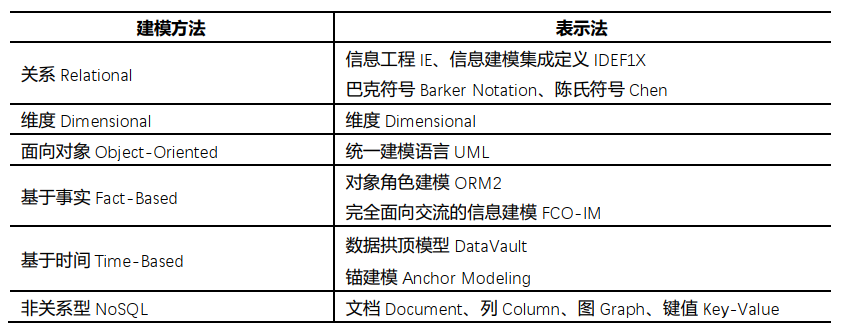 建模方法 表示法
关系 Relational
信息工程 IE、信息建模集成定义 IDEF1X
巴克符号 Barker Notation、陈氏符号 Chen
维度 Dimensional 维度 Dimensional
面向对象 Object-Oriented 统一建模语言 UML
基于事实 Fact-Based
对象角色建模 ORM2
完全面向交流的信息建模 FCO-IM
基于时间 Time-Based
数据拱顶模型 DataVault
锚建模 Anchor Modeling
非关系型 NoSQL 文档 Document、列 Column、图 Graph、键值 Key-Value